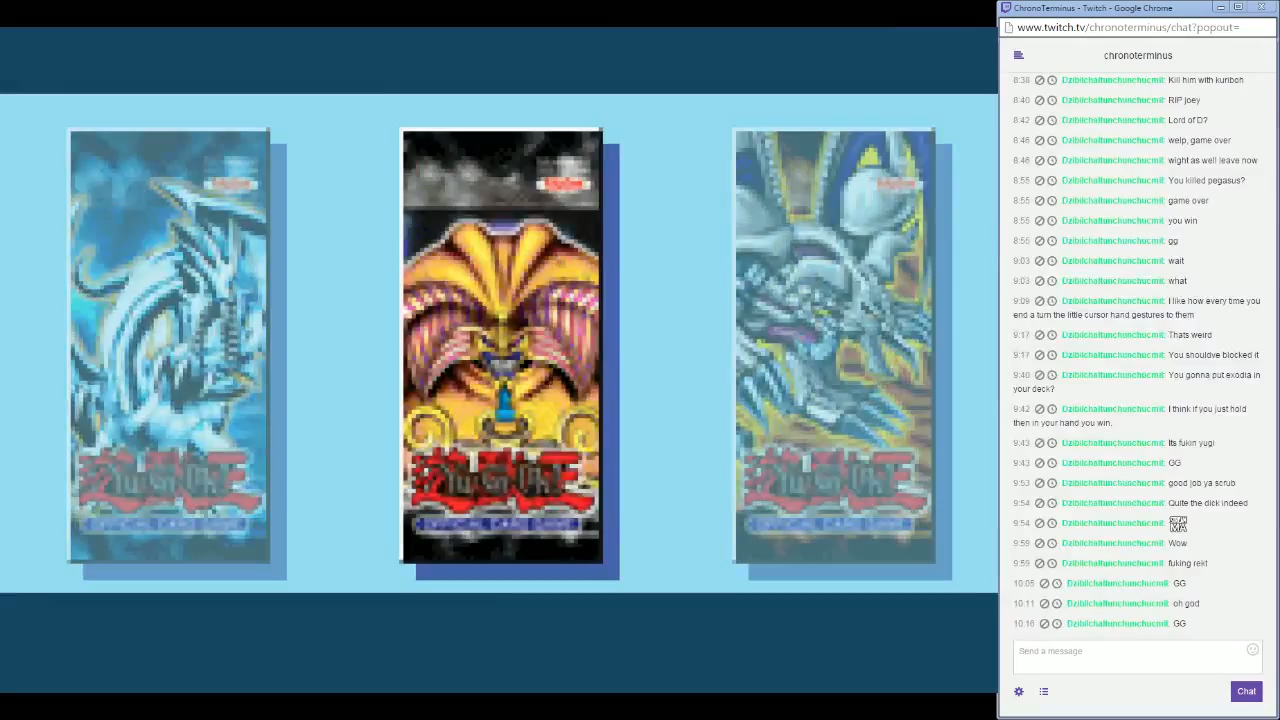 ChronoTerminus - Twitch - Google Chrome
www.twitch.tv/chronoterminus/chat?popout=
chronoterminus
8:38 Dzibilchaltunchunchucmil: Kill him with kuriboh
8:40 Dzibilchaltunchunchucmil: RIP joey
8:42 Dzibilchaltunchunchucmil: Lord of D?
8:46 Dzibilchaltunchunchucmil: welp, game over
8:46 Dzibilchaltunchunchucmil: wight as well leave now
8:55 Dzibilchaltunchunchucmil: You killed pegasus?
8:55 Dzibilchaltunchunchucmil: game over
8:55 Dzibilchaltunchunchucmil: you win
8:55 Dzibilchaltunchunchucmil: gg
9:03 Dzibilchaltunchunchucmil: wait
9:03 Dzibilchaltunchunchucmil: what
9:09 Dzibilchaltunchunchucmil: I like how every time you
end a turn the little cursor hand gestures to them
9:17 Dzibilchaltunchunchucmil: Thats weird
9:17 Dzibilchaltunchunchucmil: You shouldve blocked it
9:40 Dzibilchaltunchunchucmil: You gonna put exodia in
your deck?
9:42 Dzibilchaltunchunchucmil: I think if you just hold
then in your hand you win.
9:43 Dzibilchaltunchunchucmil: Its fukin yugi
9:43 Dzibilchaltunchunchucmil: GG
9:53 Dzibilchaltunchunchucmil: good job ya scrub
9:54 Dzibilchaltunchunchucmil: Quite the dick indeed
9:54 Dzibilchaltunchunchucmil:
9:59 Dzibilchaltunchunchucmil: Wow
9:59 Dzibilchaltunchunchucmil: fuking rekt
10:05 Dzibilchaltunchunchucmil: GG
10:11 Dzibilchaltunchunchucmil: oh god
10:16 Dzibilchaltunchunchucmil: GG
Send a message
Chat